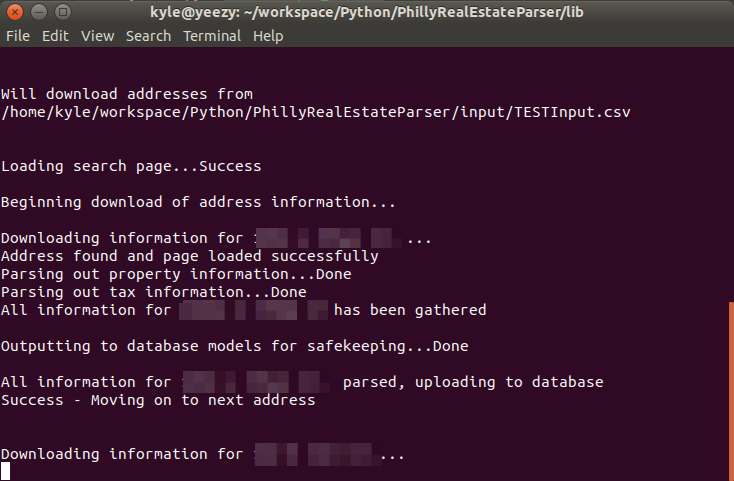 kyle@yeezy: ~/workspace/Python/PhillyRealEstateParser/lib
File Edit View Search Terminal Help
Will download addresses from
/home/kyle/workspace/Python/PhillyRealEstateParser/input/TESTInput.csv
Loading search page...Success
Beginning download of address information...
Downloading information for ...
Address found and page loaded successfully
Parsing out property information...Done
Parsing out tax information...Done
All information for has been gathered
Outputting to database models for safekeeping...Done
All information for parsed, uploading to database
Success - Moving on to next address
Downloading information for ...